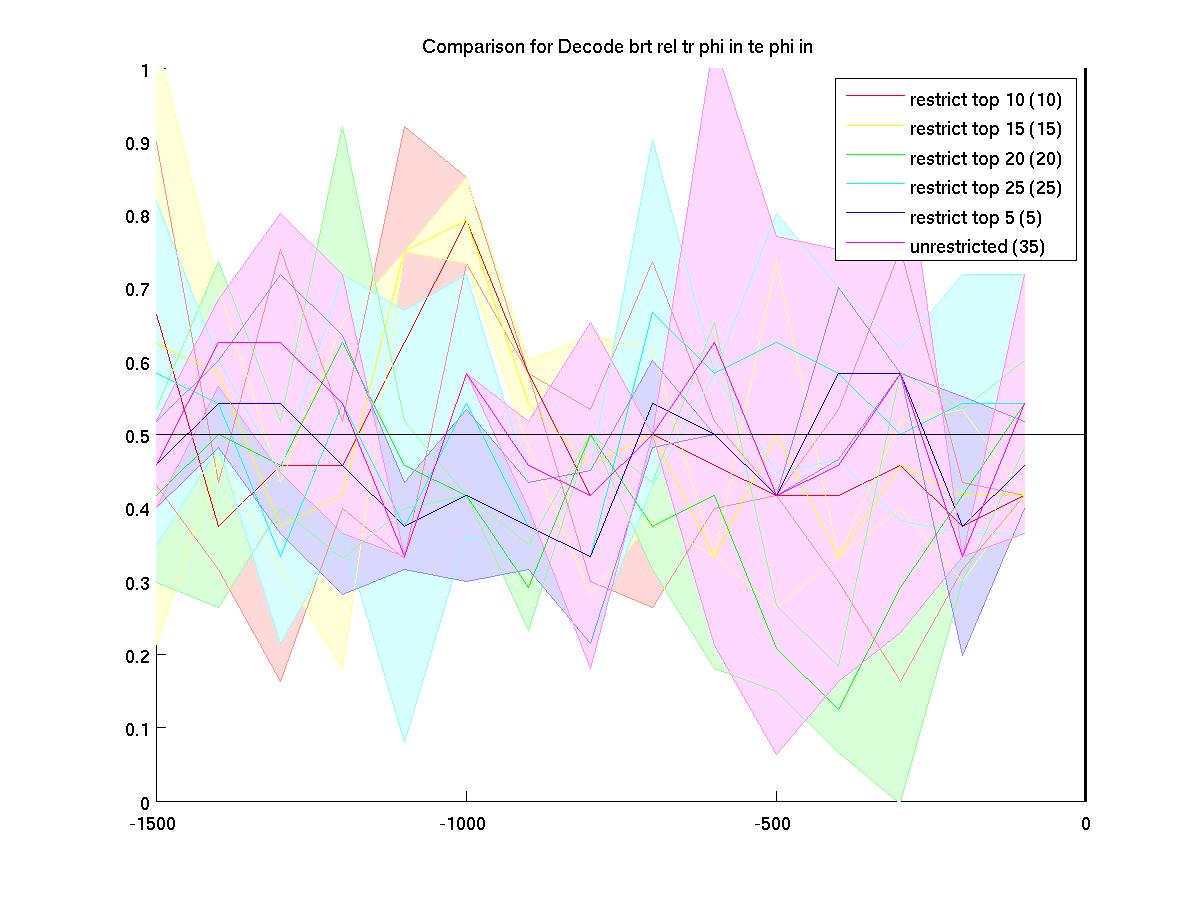 Comparison for Decode brt rel tr phi in te phi in
1
0.9
0.8
0.7
0.6
0.5
0.4
0.3
0.2
0.1
0
-1500
-1000
-500
0
restrict top 10 (10)
restrict top 15 (15)
restrict top 20 (20)
restrict top 25 (25)
restrict top 5 (5)
unrestricted (35)